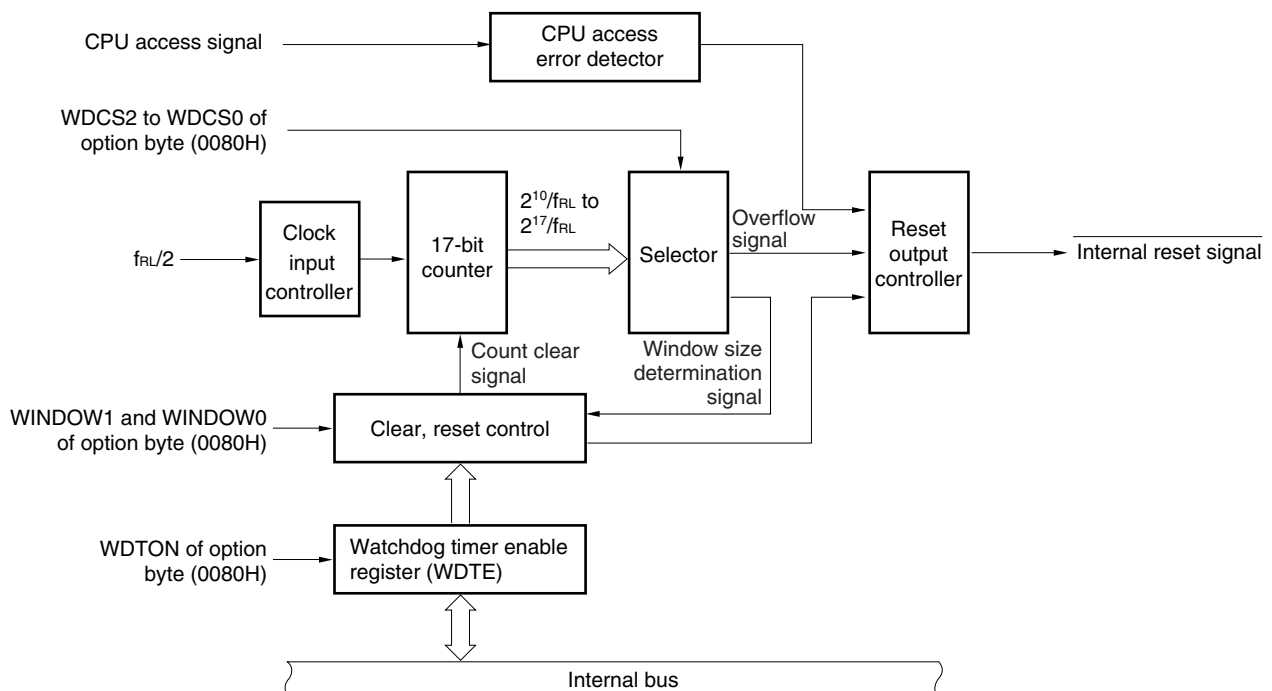 CPU access signal
CPU access
error detector
WDCS2 to WDCS0 of
option byte (0080H)
2¹⁰/fRL to
2¹⁷/fRL
Overflow
signal
fRL/2
Clock
input
controller
17-bit
counter
Selector
Reset
output
controller
Internal reset signal
Count clear
signal
Window size
determination
signal
WINDOW1 and WINDOW0
of option byte (0080H)
Clear, reset control
WDTON of option
byte (0080H)
Watchdog timer enable
register (WDTE)
Internal bus